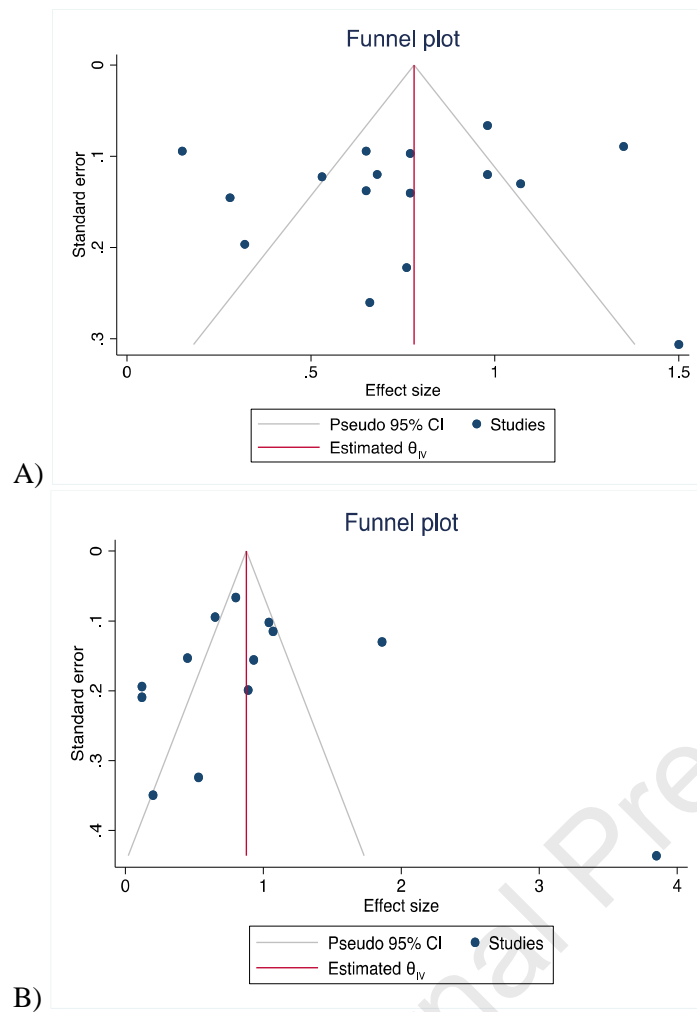 Funnel plot
0
.1
.2
.3
Standard error
0 .5 1 1.5
Effect size
Pseudo 95% CI Studies
Estimated θIV
A)
Funnel plot
0
.1
.2
.3
.4
Standard error
0 1 2 3 4
Effect size
Pseudo 95% CI Studies
Estimated θIV
B)
nal Pre